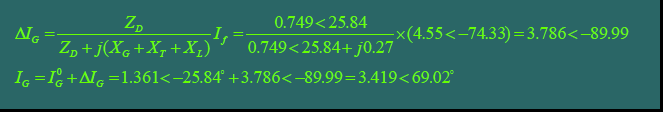 ΔI_G = Z_D / (Z_D + j(X_G + X_T + X_L)) I_f = 0.749<25.84 / (0.749<25.84 + j0.27) ×(4.55<−74.33) = 3.786<−89.99
I_G = I_G^0 + ΔI_G = 1.361<−25.84° + 3.786<−89.99 = 3.419<69.02°